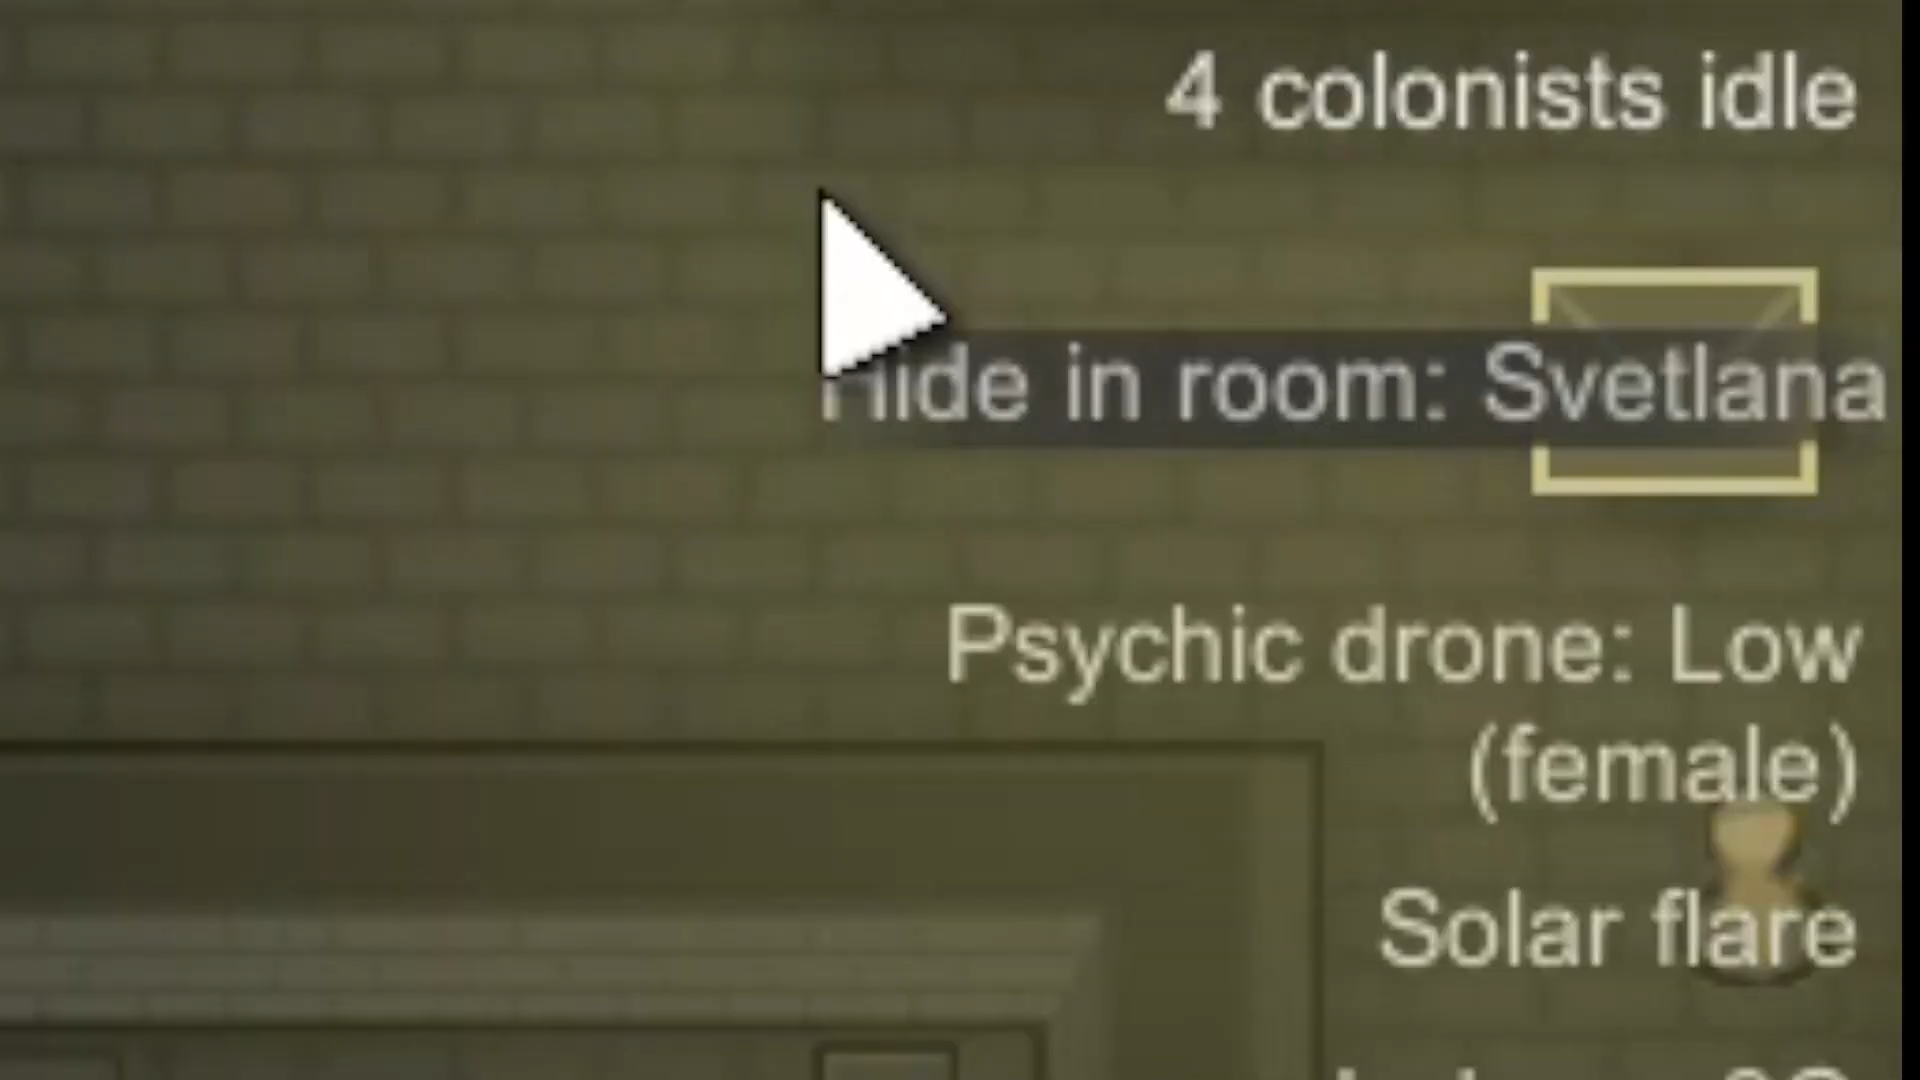 4 colonists idle
Hide in room: Svetlana
Psychic drone: Low
(female)
Solar flare